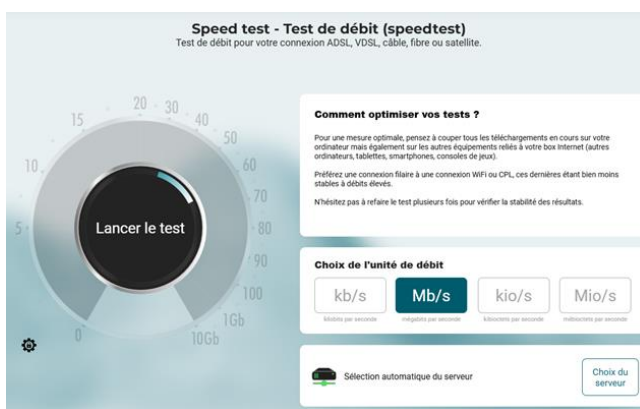 Speed test - Test de débit (speedtest)
Test de débit pour votre connexion ADSL, VDSL, câble, fibre ou satellite.
0
5
10
15
20
30
40
50
60
70
80
90
100
1Gb
10Gb
Lancer le test
Comment optimiser vos tests ?
Pour une mesure optimale, pensez à couper tous les téléchargements en cours sur votre
ordinateur mais également sur les autres équipements reliés à votre box Internet (autres
ordinateurs, tablettes, smartphones, consoles de jeux).
Préférez une connexion filaire à une connexion WiFi ou CPL, ces dernières étant bien moins
stables à débits élevés.
N'hésitez pas à refaire le test plusieurs fois pour vérifier la stabilité des résultats.
Choix de l'unité de débit
kb/s
Mb/s
kio/s
Mio/s
kilobits par seconde
mégabits par seconde
kibioctets par seconde
mébioctets par seconde
Sélection automatique du serveur
Choix du
serveur